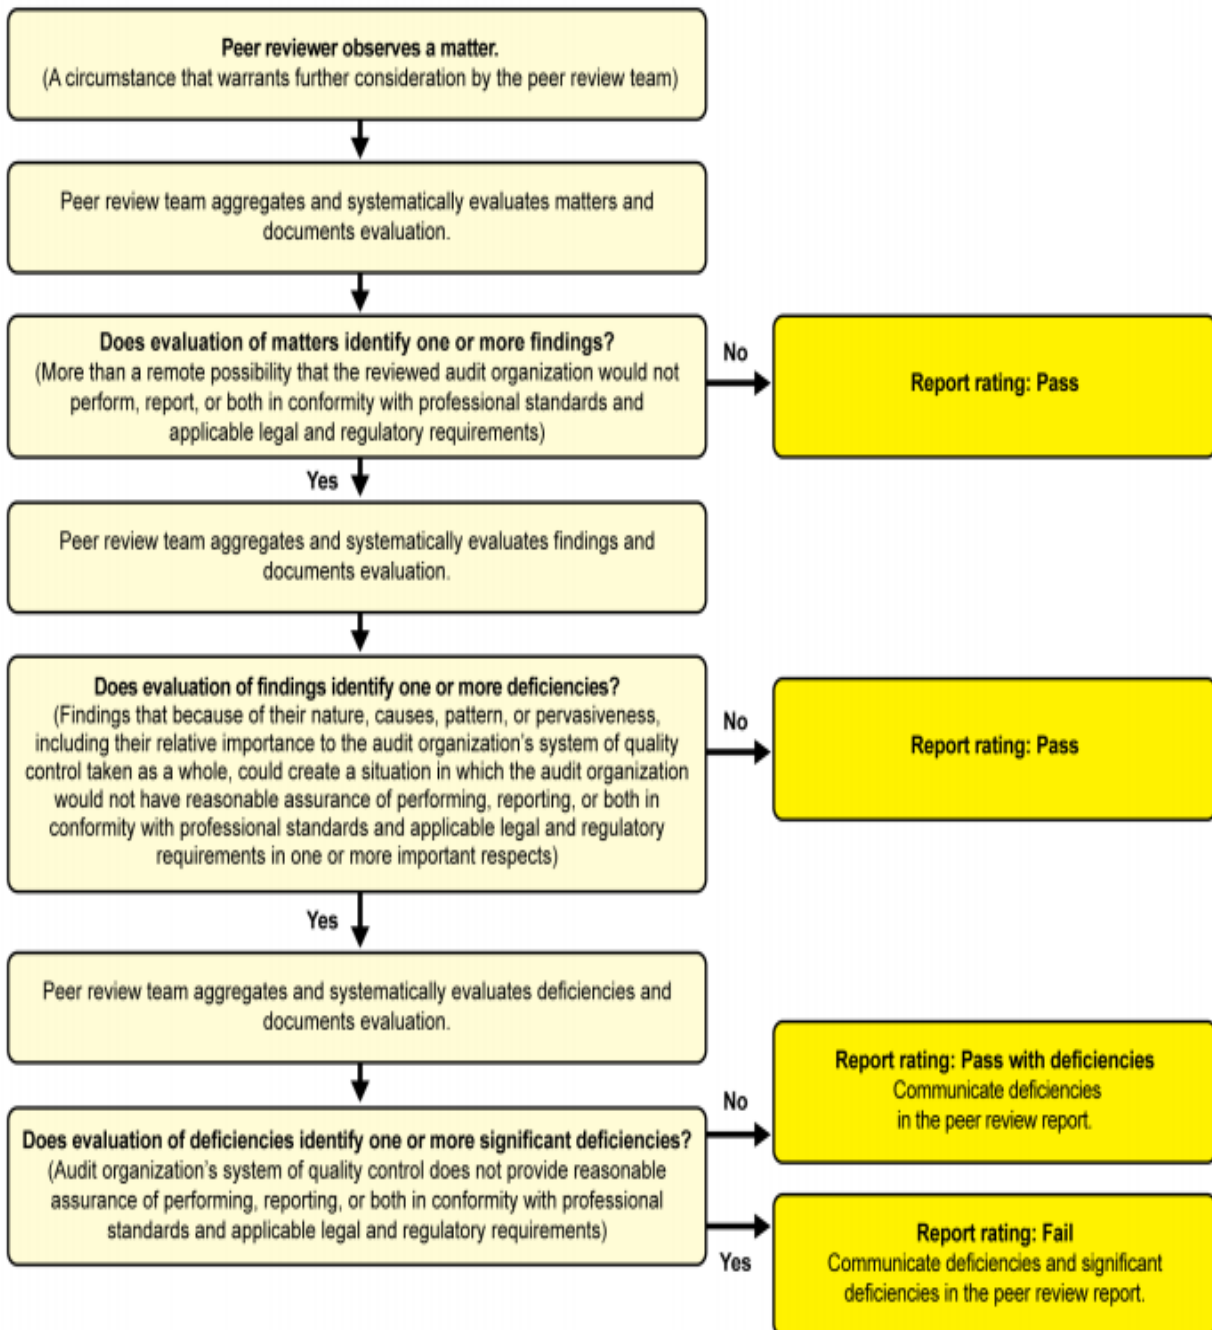 Peer reviewer observes a matter.
(A circumstance that warrants further consideration by the peer review team)
Peer review team aggregates and systematically evaluates matters and
documents evaluation.
Does evaluation of matters identify one or more findings?
(More than a remote possibility that the reviewed audit organization would not
perform, report, or both in conformity with professional standards and
applicable legal and regulatory requirements)
No
Report rating: Pass
Yes
Peer review team aggregates and systematically evaluates findings and
documents evaluation.
Does evaluation of findings identify one or more deficiencies?
(Findings that because of their nature, causes, pattern, or pervasiveness,
including their relative importance to the audit organization's system of quality
control taken as a whole, could create a situation in which the audit organization
would not have reasonable assurance of performing, reporting, or both in
conformity with professional standards and applicable legal and regulatory
requirements in one or more important respects)
No
Report rating: Pass
Yes
Peer review team aggregates and systematically evaluates deficiencies and
documents evaluation.
Does evaluation of deficiencies identify one or more significant deficiencies?
(Audit organization's system of quality control does not provide reasonable
assurance of performing, reporting, or both in conformity with professional
standards and applicable legal and regulatory requirements)
No
Report rating: Pass with deficiencies
Communicate deficiencies
in the peer review report.
Yes
Report rating: Fail
Communicate deficiencies and significant
deficiencies in the peer review report.